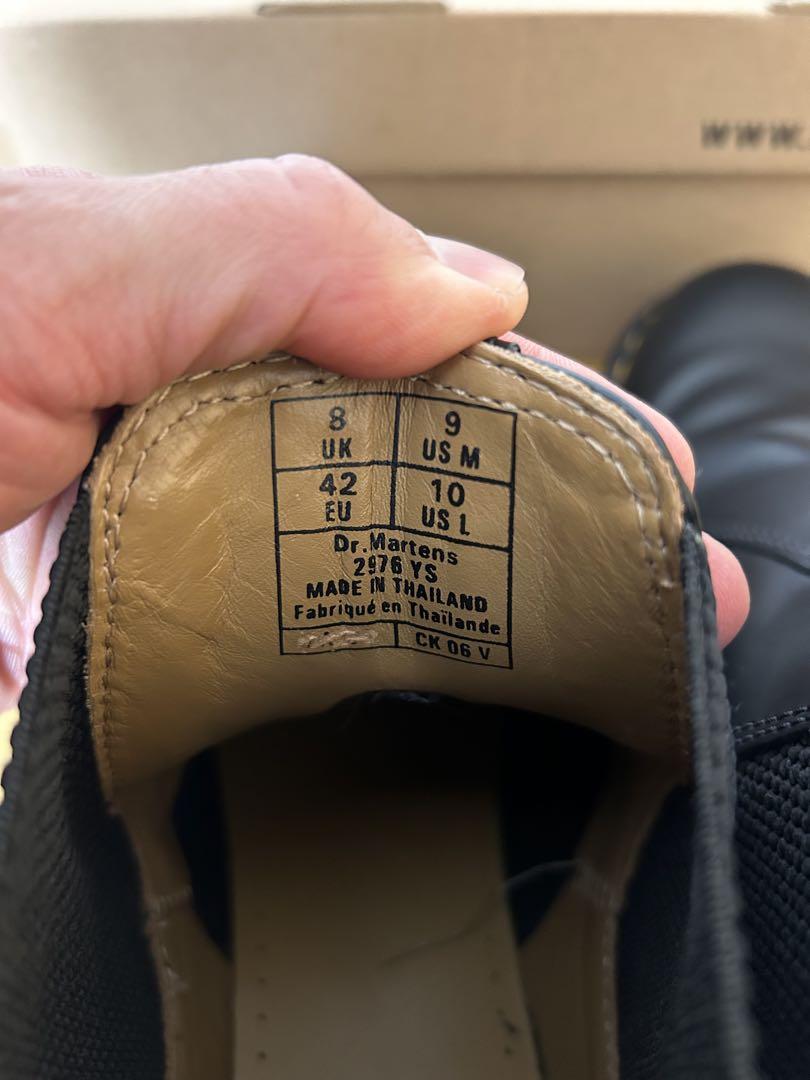 8 UK
9 US M
42 EU
10 US L
Dr.Martens
2976 YS
MADE IN THAILAND
Fabriqué en Thaïlande
CK 06 V
WWW.